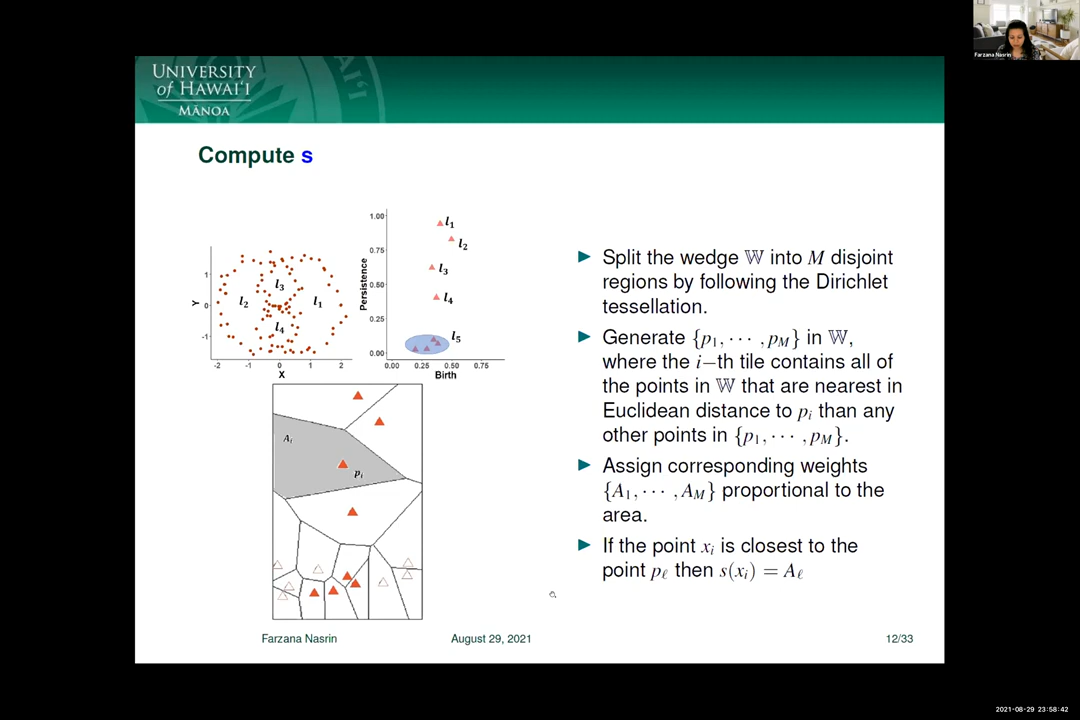 Farzana Nasrin
UNIVERSITY
of HAWAIʻI
MĀNOA
Compute s
1
0
-1
Y
-2
-1
0
1
2
X
l₁
l₂
l₃
l₄
1.00
0.75
0.50
0.25
0.00
Persistence
0.00
0.25
0.50
0.75
Birth
l₁
l₂
l₃
l₄
l₅
Aᵢ
pᵢ
▶ Split the wedge 𝕎 into M disjoint
regions by following the Dirichlet
tessellation.
▶ Generate {p₁, ⋯ , p_M} in 𝕎,
where the i−th tile contains all of
the points in 𝕎 that are nearest in
Euclidean distance to pᵢ than any
other points in {p₁, ⋯ , p_M}.
▶ Assign corresponding weights
{A₁, ⋯ , A_M} proportional to the
area.
▶ If the point xᵢ is closest to the
point p_ℓ then s(xᵢ) = A_ℓ
Farzana Nasrin
August 29, 2021
12/33
2021-08-29 23:58:42